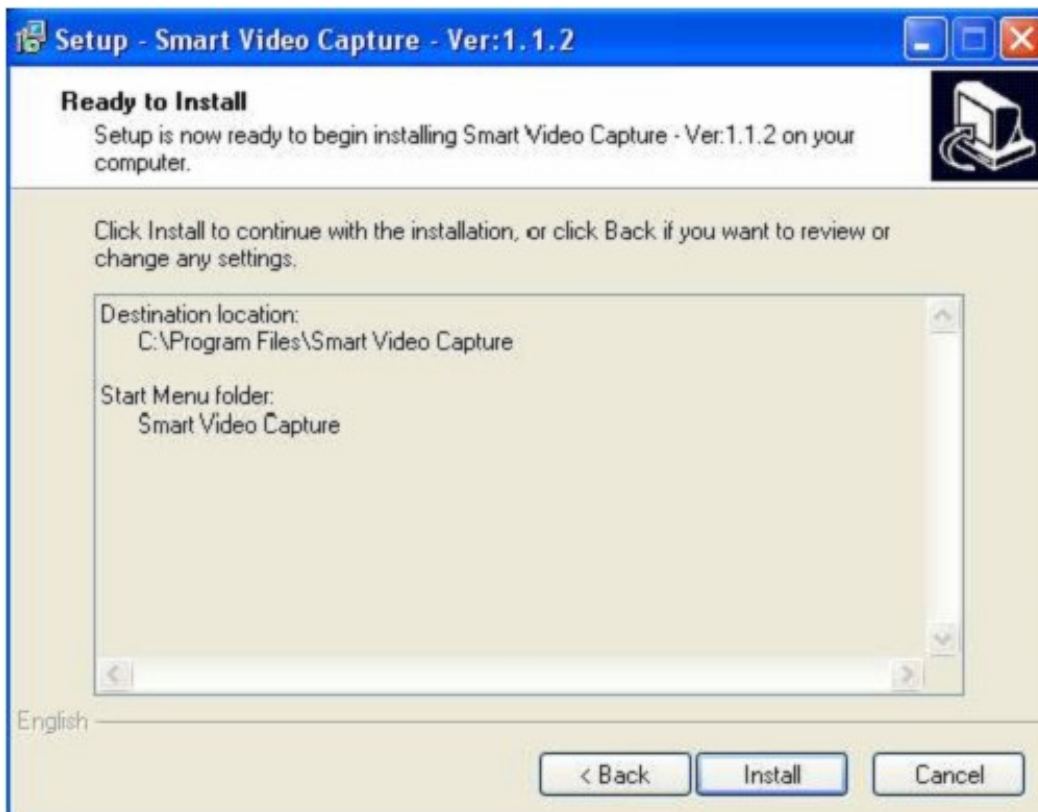 Setup - Smart Video Capture - Ver:1.1.2
Ready to Install
Setup is now ready to begin installing Smart Video Capture - Ver:1.1.2 on your
computer.
Click Install to continue with the installation, or click Back if you want to review or
change any settings.
Destination location:
C:\Program Files\Smart Video Capture
Start Menu folder:
Smart Video Capture
English
< Back
Install
Cancel